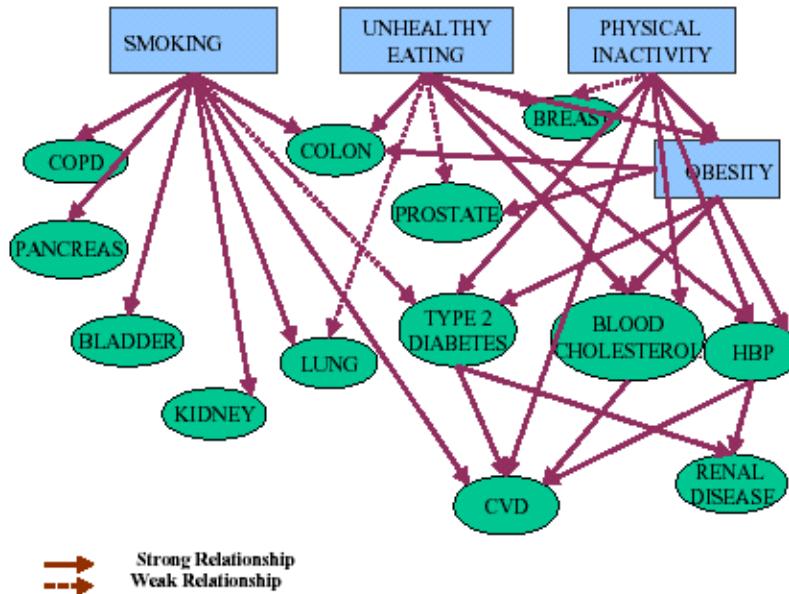 SMOKING
UNHEALTHY
EATING
PHYSICAL
INACTIVITY
BREAST
COPD
COLON
OBESITY
PROSTATE
PANCREAS
TYPE 2
DIABETES
BLOOD
CHOLESTEROL
HBP
BLADDER
LUNG
KIDNEY
RENAL
DISEASE
CVD
Strong Relationship
Weak Relationship